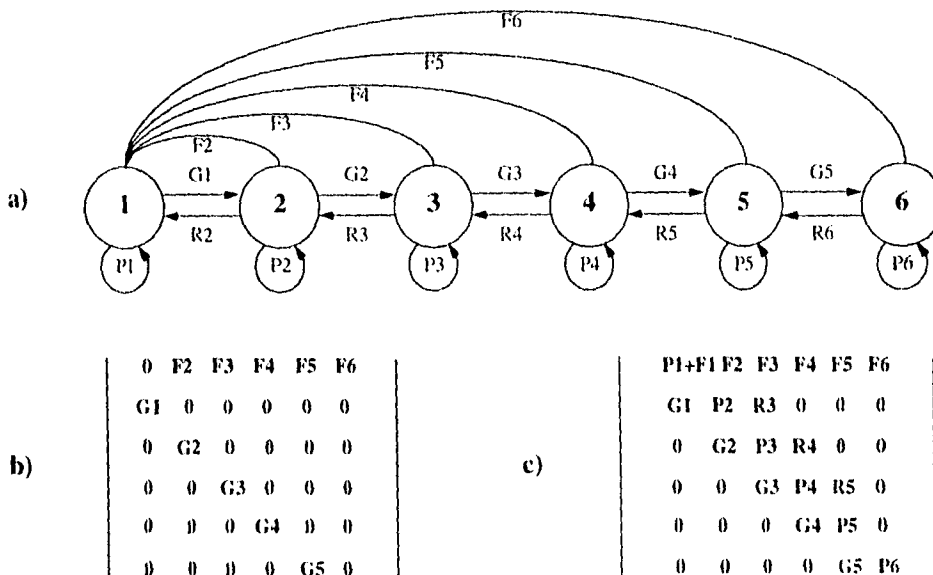 F6
F5
F4
F3
F2
G1 G2 G3 G4 G5
a) 1 2 3 4 5 6
R2 R3 R4 R5 R6
P1 P2 P3 P4 P5 P6
b)
0 F2 F3 F4 F5 F6
G1 0 0 0 0 0
0 G2 0 0 0 0
0 0 G3 0 0 0
0 0 0 G4 0 0
0 0 0 0 G5 0
c)
P1+F1 F2 F3 F4 F5 F6
G1 P2 R3 0 0 0
0 G2 P3 R4 0 0
0 0 G3 P4 R5 0
0 0 0 G4 P5 0
0 0 0 0 G5 P6